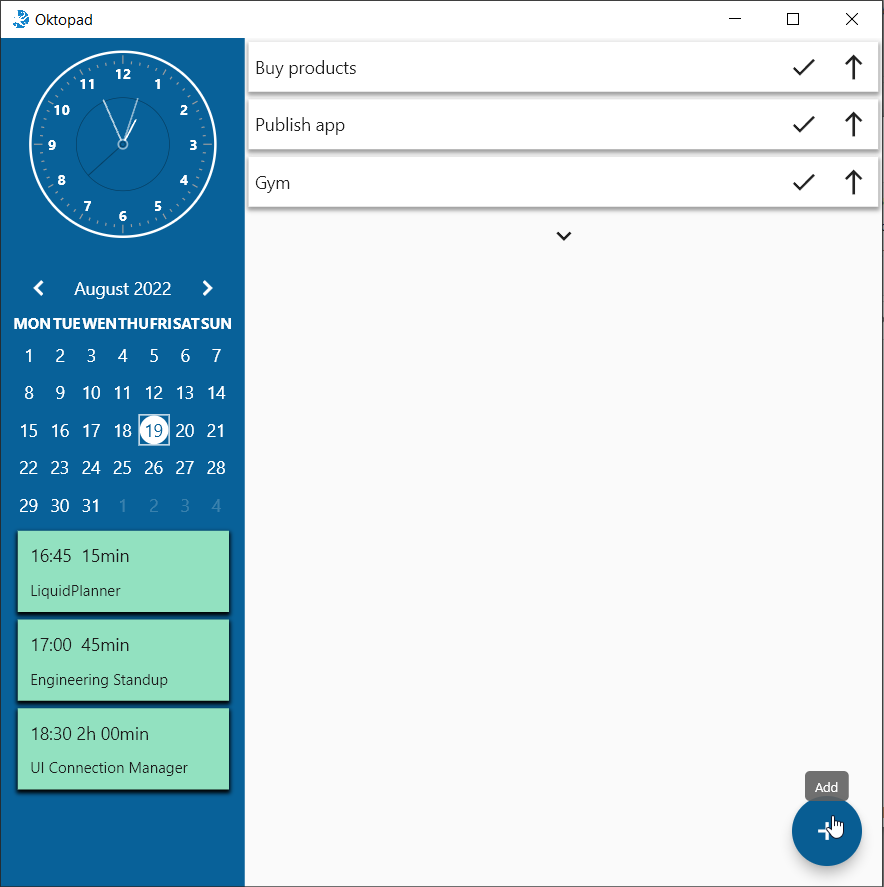 Oktopad
12
11 1
10 2
9 3
8 4
7 5
6
August 2022
MON TUE WEN THU FRI SAT SUN
1 2 3 4 5 6 7
8 9 10 11 12 13 14
15 16 17 18 19 20 21
22 23 24 25 26 27 28
29 30 31 1 2 3 4
16:45 15min
LiquidPlanner
17:00 45min
Engineering Standup
18:30 2h 00min
UI Connection Manager
Buy products
Publish app
Gym
Add